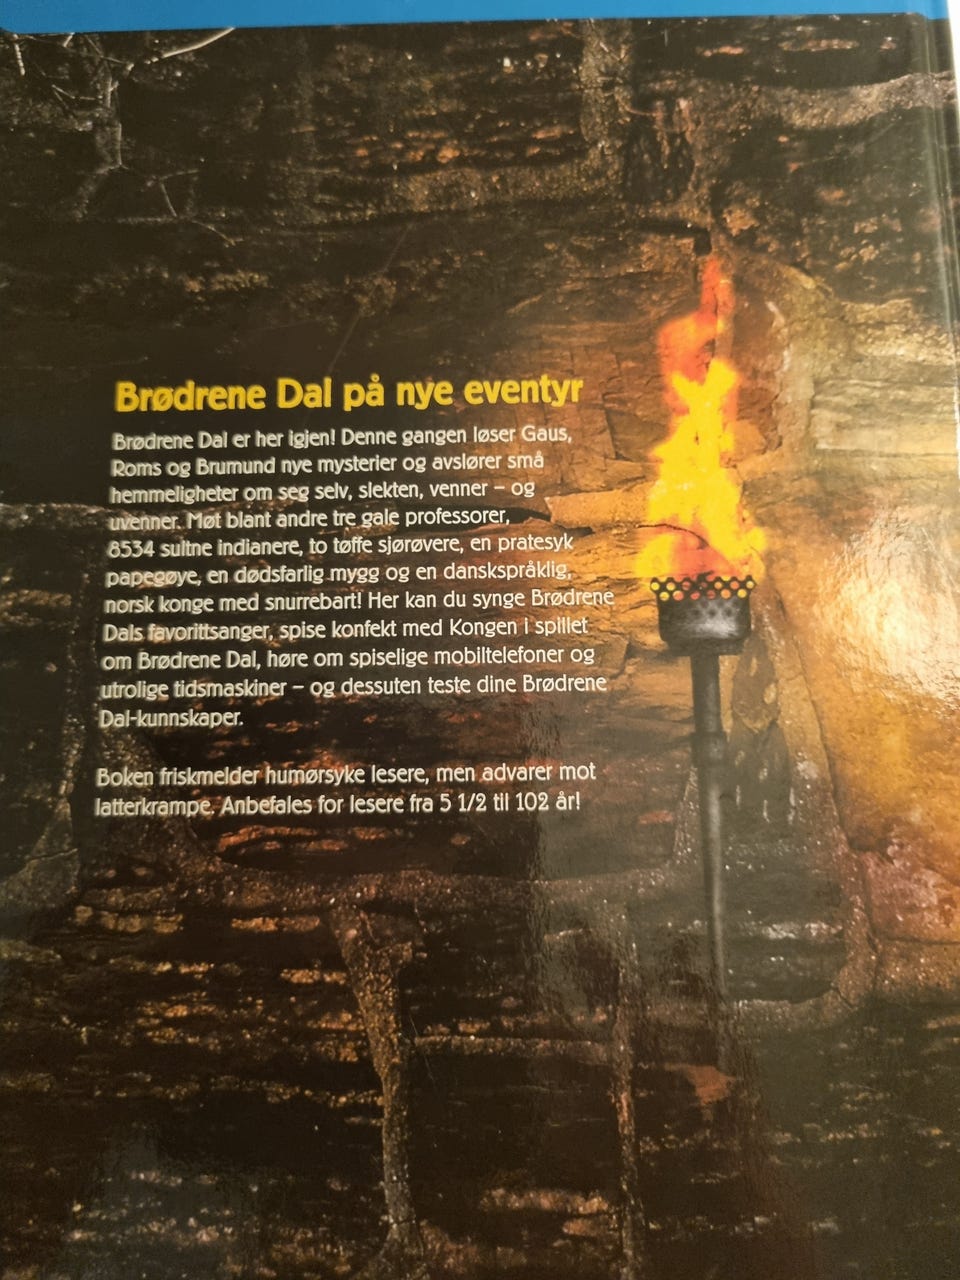 Brødrene Dal på nye eventyr
Brødrene Dal er her igjen! Denne gangen løser Gaus,
Roms og Brumund nye mysterier og avslører små
hemmeligheter om seg selv, slekten, venner – og
uvenner. Møt blant andre tre gale professorer,
8534 sultne indianere, to tøffe sjørøvere, en pratesyk
papegøye, en dødsfarlig mygg og en danskspråklig,
norsk konge med snurrebart! Her kan du synge Brødrene
Dals favorittsanger, spise konfekt med Kongen i spillet
om Brødrene Dal, høre om spiselige mobiltelefoner og
utrolige tidsmaskiner – og dessuten teste dine Brødrene
Dal-kunnskaper.
Boken friskmelder humørsyke lesere, men advarer mot
latterkrampe. Anbefales for lesere fra 5 1/2 til 102 år!